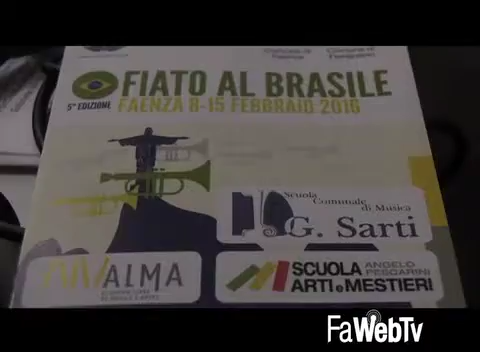 FIATO AL BRASILE
5ª EDIZIONE
FAENZA 8-15 FEBBRAIO 2016
Scuola
Comunale
di Musica
G. Sarti
ALMA
SCUOLA ANGELO
PESCARINI
ARTI e MESTIERI
FaWebTv